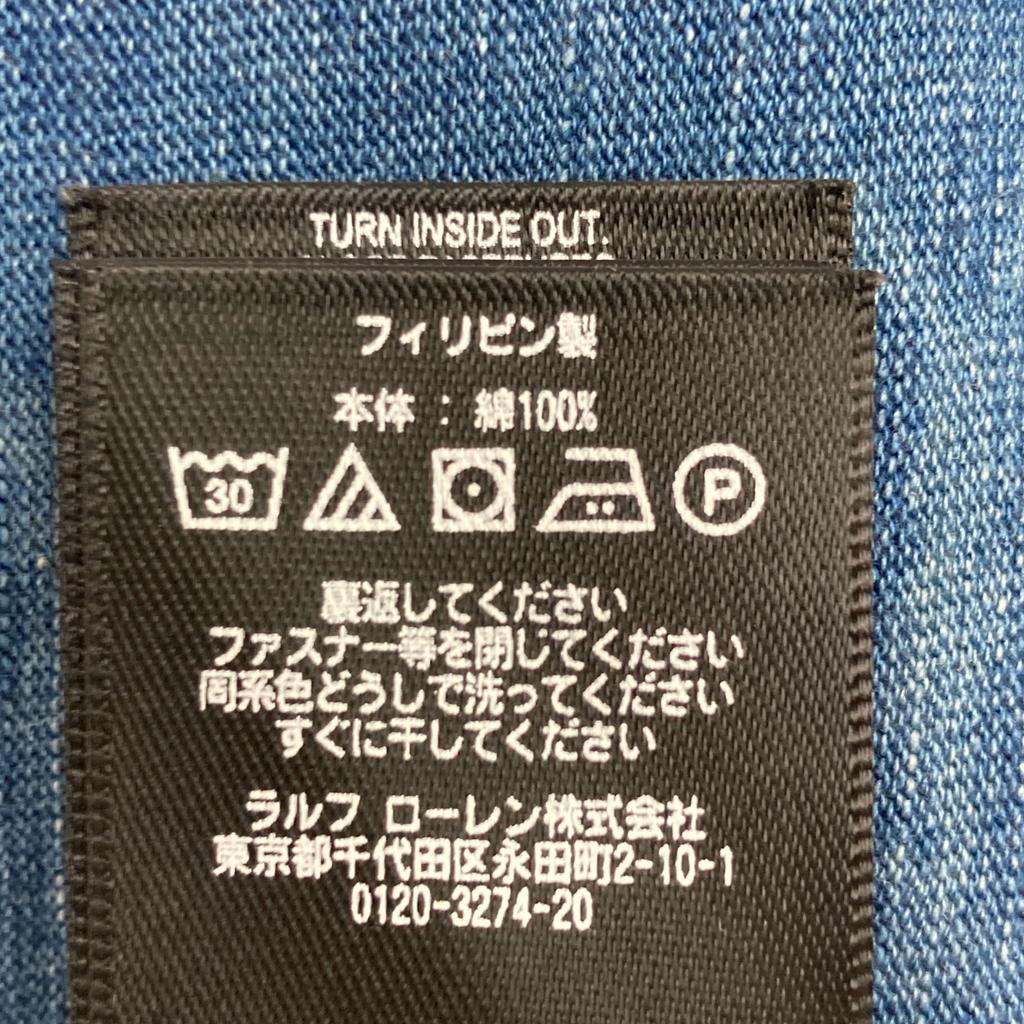 TURN INSIDE OUT.
フィリピン製
本体 : 綿100%
30 P
裏返してください
ファスナー等を閉じてください
同系色どうしで洗ってください
すぐに干してください
ラルフ ローレン株式会社
東京都千代田区永田町2-10-1
0120-3274-20